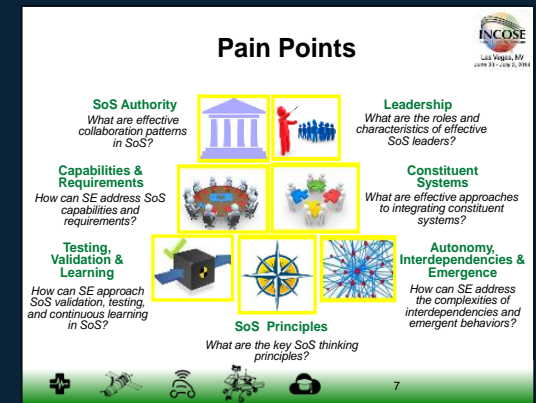 Pain Points
INCOSE
Las Vegas, NV
SoS Authority
What are effective
collaboration patterns
in SoS?
Leadership
What are the roles and
characteristics of effective
SoS leaders?
Capabilities &
Requirements
How can SE address SoS
capabilities and
requirements?
Constituent
Systems
What are effective approaches
to integrating constituent
systems?
Testing,
Validation &
Learning
How can SE approach
SoS validation, testing,
and continuous learning
in SoS?
Autonomy,
Interdependencies &
Emergence
How can SE address
the complexities of
interdependencies and
emergent behaviors?
SoS Principles
What are the key SoS thinking
principles?
7